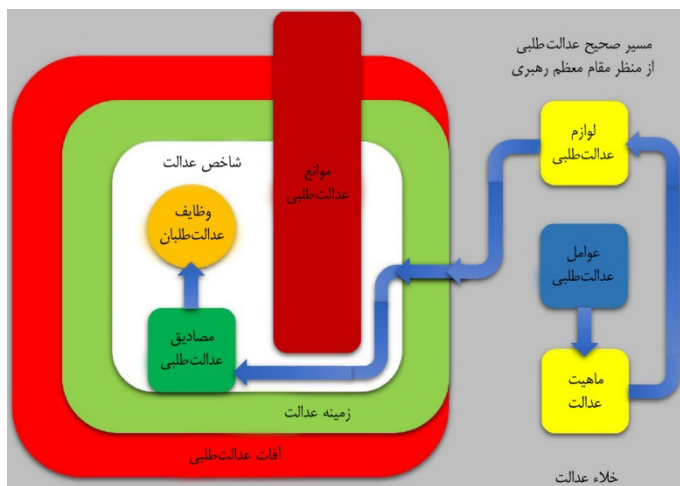 مسیر صحیح عدالت‌طلبی
از منظر مقام معظم رهبری
لوازم
عدالت‌طلبی
عوامل
عدالت‌طلبی
ماهیت
عدالت
خلاء عدالت
موانع
عدالت‌طلبی
شاخص عدالت
وظایف
عدالت‌طلبان
مصادیق
عدالت‌طلبی
زمینه عدالت
آفات عدالت‌طلبی